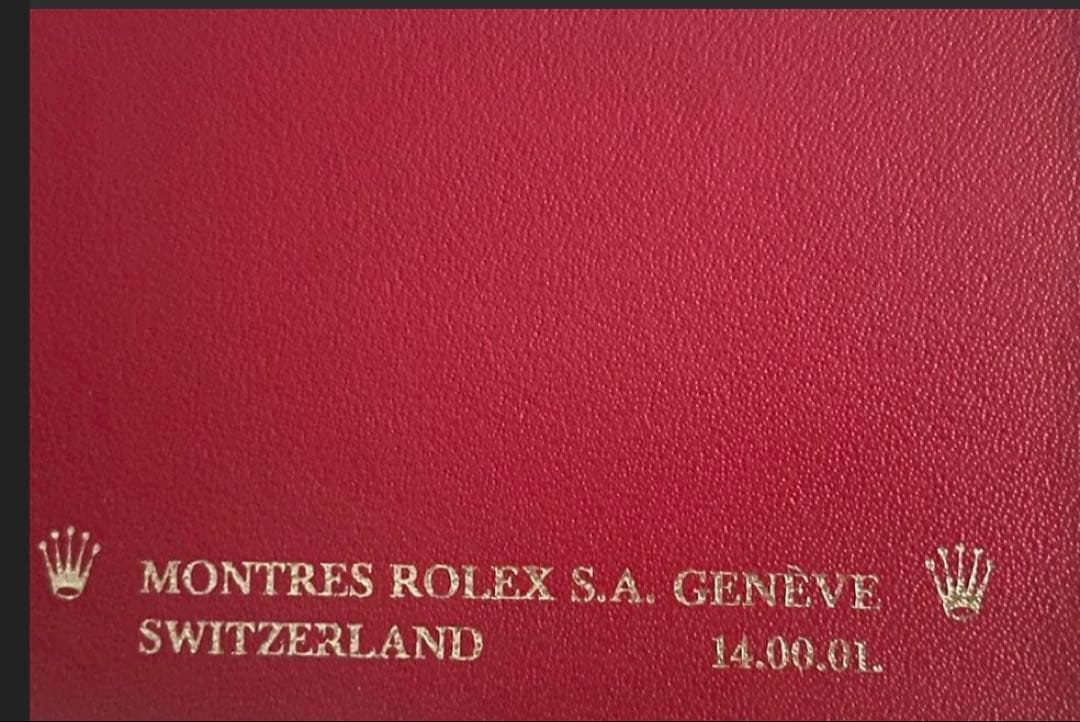 MONTRES ROLEX S.A. GENÈVE
SWITZERLAND 14.00.01.